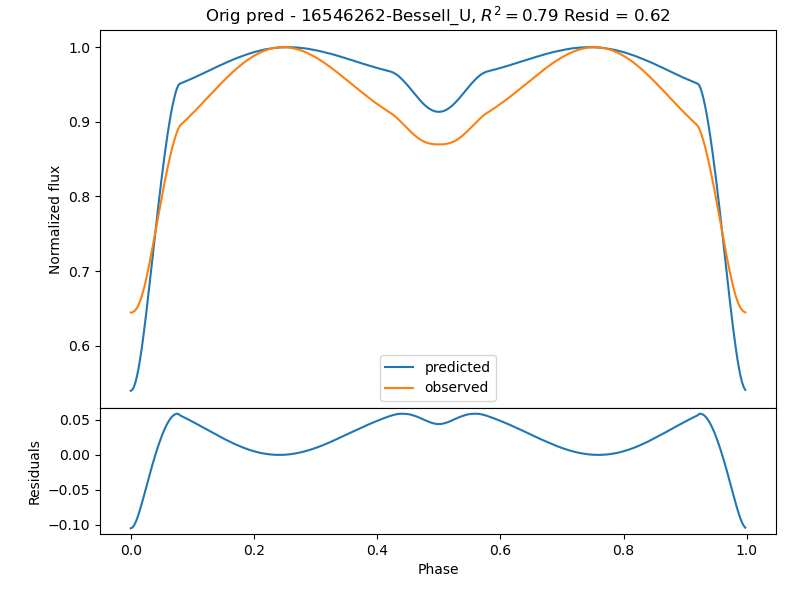 Orig pred - 16546262-Bessell_U, R² = 0.79 Resid = 0.62
1.0
0.9
0.8
0.7
0.6
Normalized flux
predicted
observed
0.05
0.00
−0.05
−0.10
Residuals
0.0 0.2 0.4 0.6 0.8 1.0
Phase